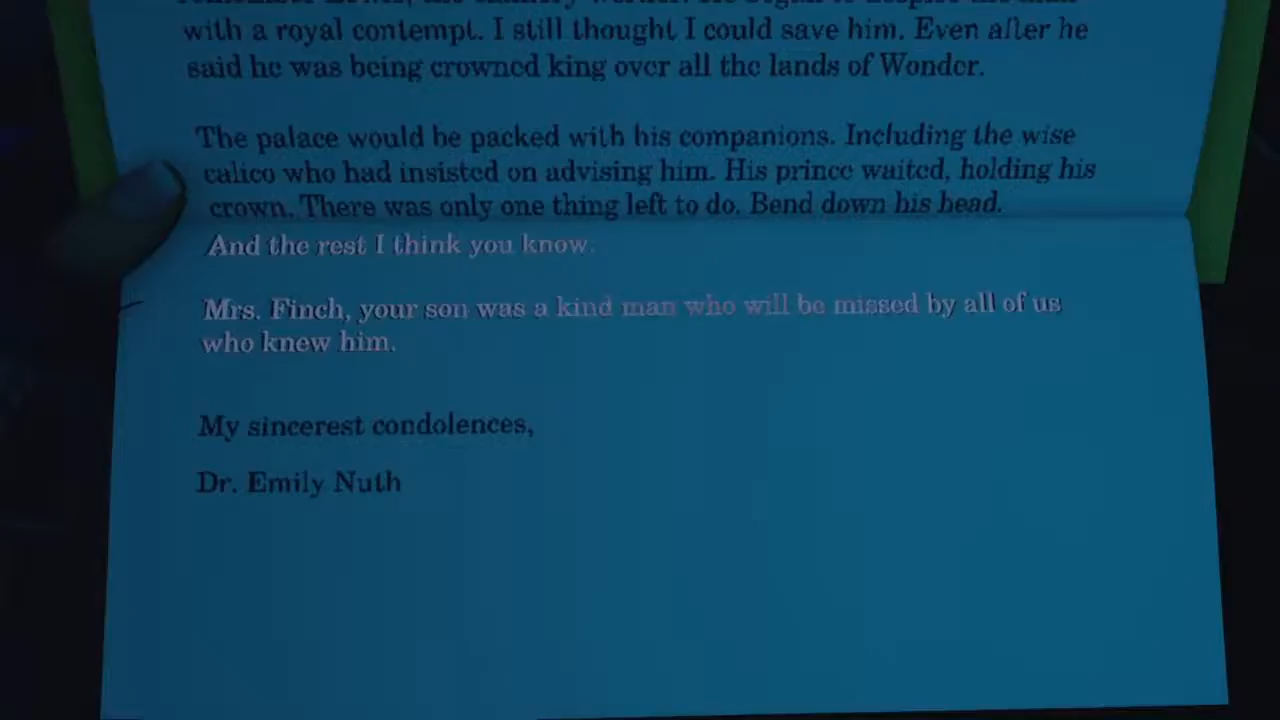 with a royal contempt. I still thought I could save him. Even after he
said he was being crowned king over all the lands of Wonder.
The palace would be packed with his companions. Including the wise
calico who had insisted on advising him. His prince waited, holding his
crown. There was only one thing left to do. Bend down his head.
And the rest I think you know.
Mrs. Finch, your son was a kind man who will be missed by all of us
who knew him.
My sincerest condolences,
Dr. Emily Nuth